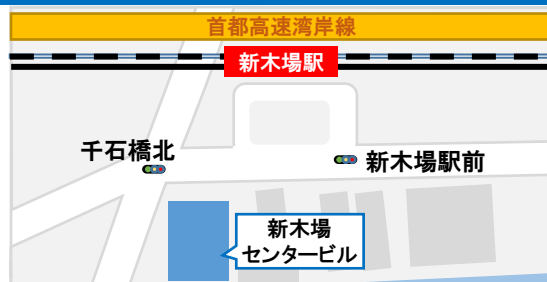 首都高速湾岸線
新木場駅
千石橋北
新木場駅前
新木場
センタービル